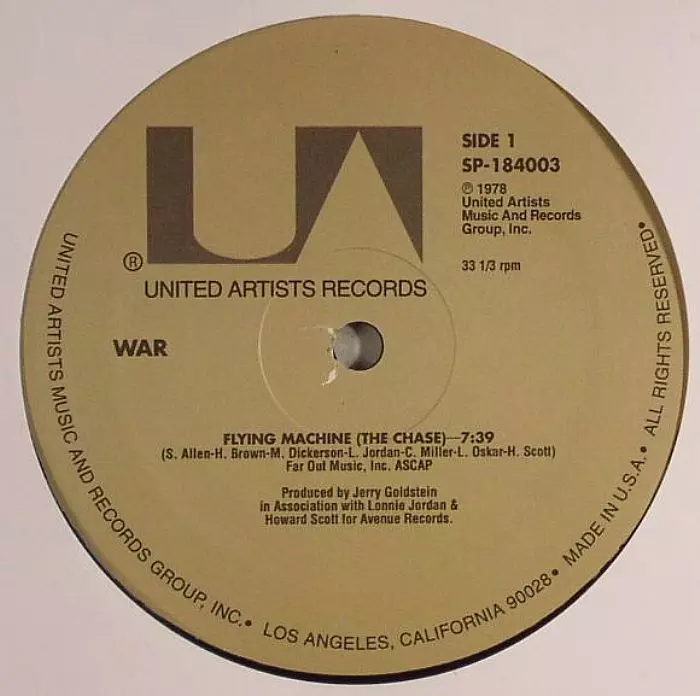 UA
SIDE 1
SP-184003
℗ 1978
United Artists
Music And Records
Group, Inc.
33 1/3 rpm
®
UNITED ARTISTS RECORDS
WAR
FLYING MACHINE (THE CHASE)—7:39
(S. Allen-H. Brown-M. Dickerson-L. Jordan-C. Miller-L. Oskar-H. Scott)
Far Out Music, Inc. ASCAP
Produced by Jerry Goldstein
in Association with Lonnie Jordan &
Howard Scott for Avenue Records.
UNITED ARTISTS MUSIC AND RECORDS GROUP, INC. • LOS ANGELES, CALIFORNIA 90028 • MADE IN U.S.A. • ALL RIGHTS RESERVED •